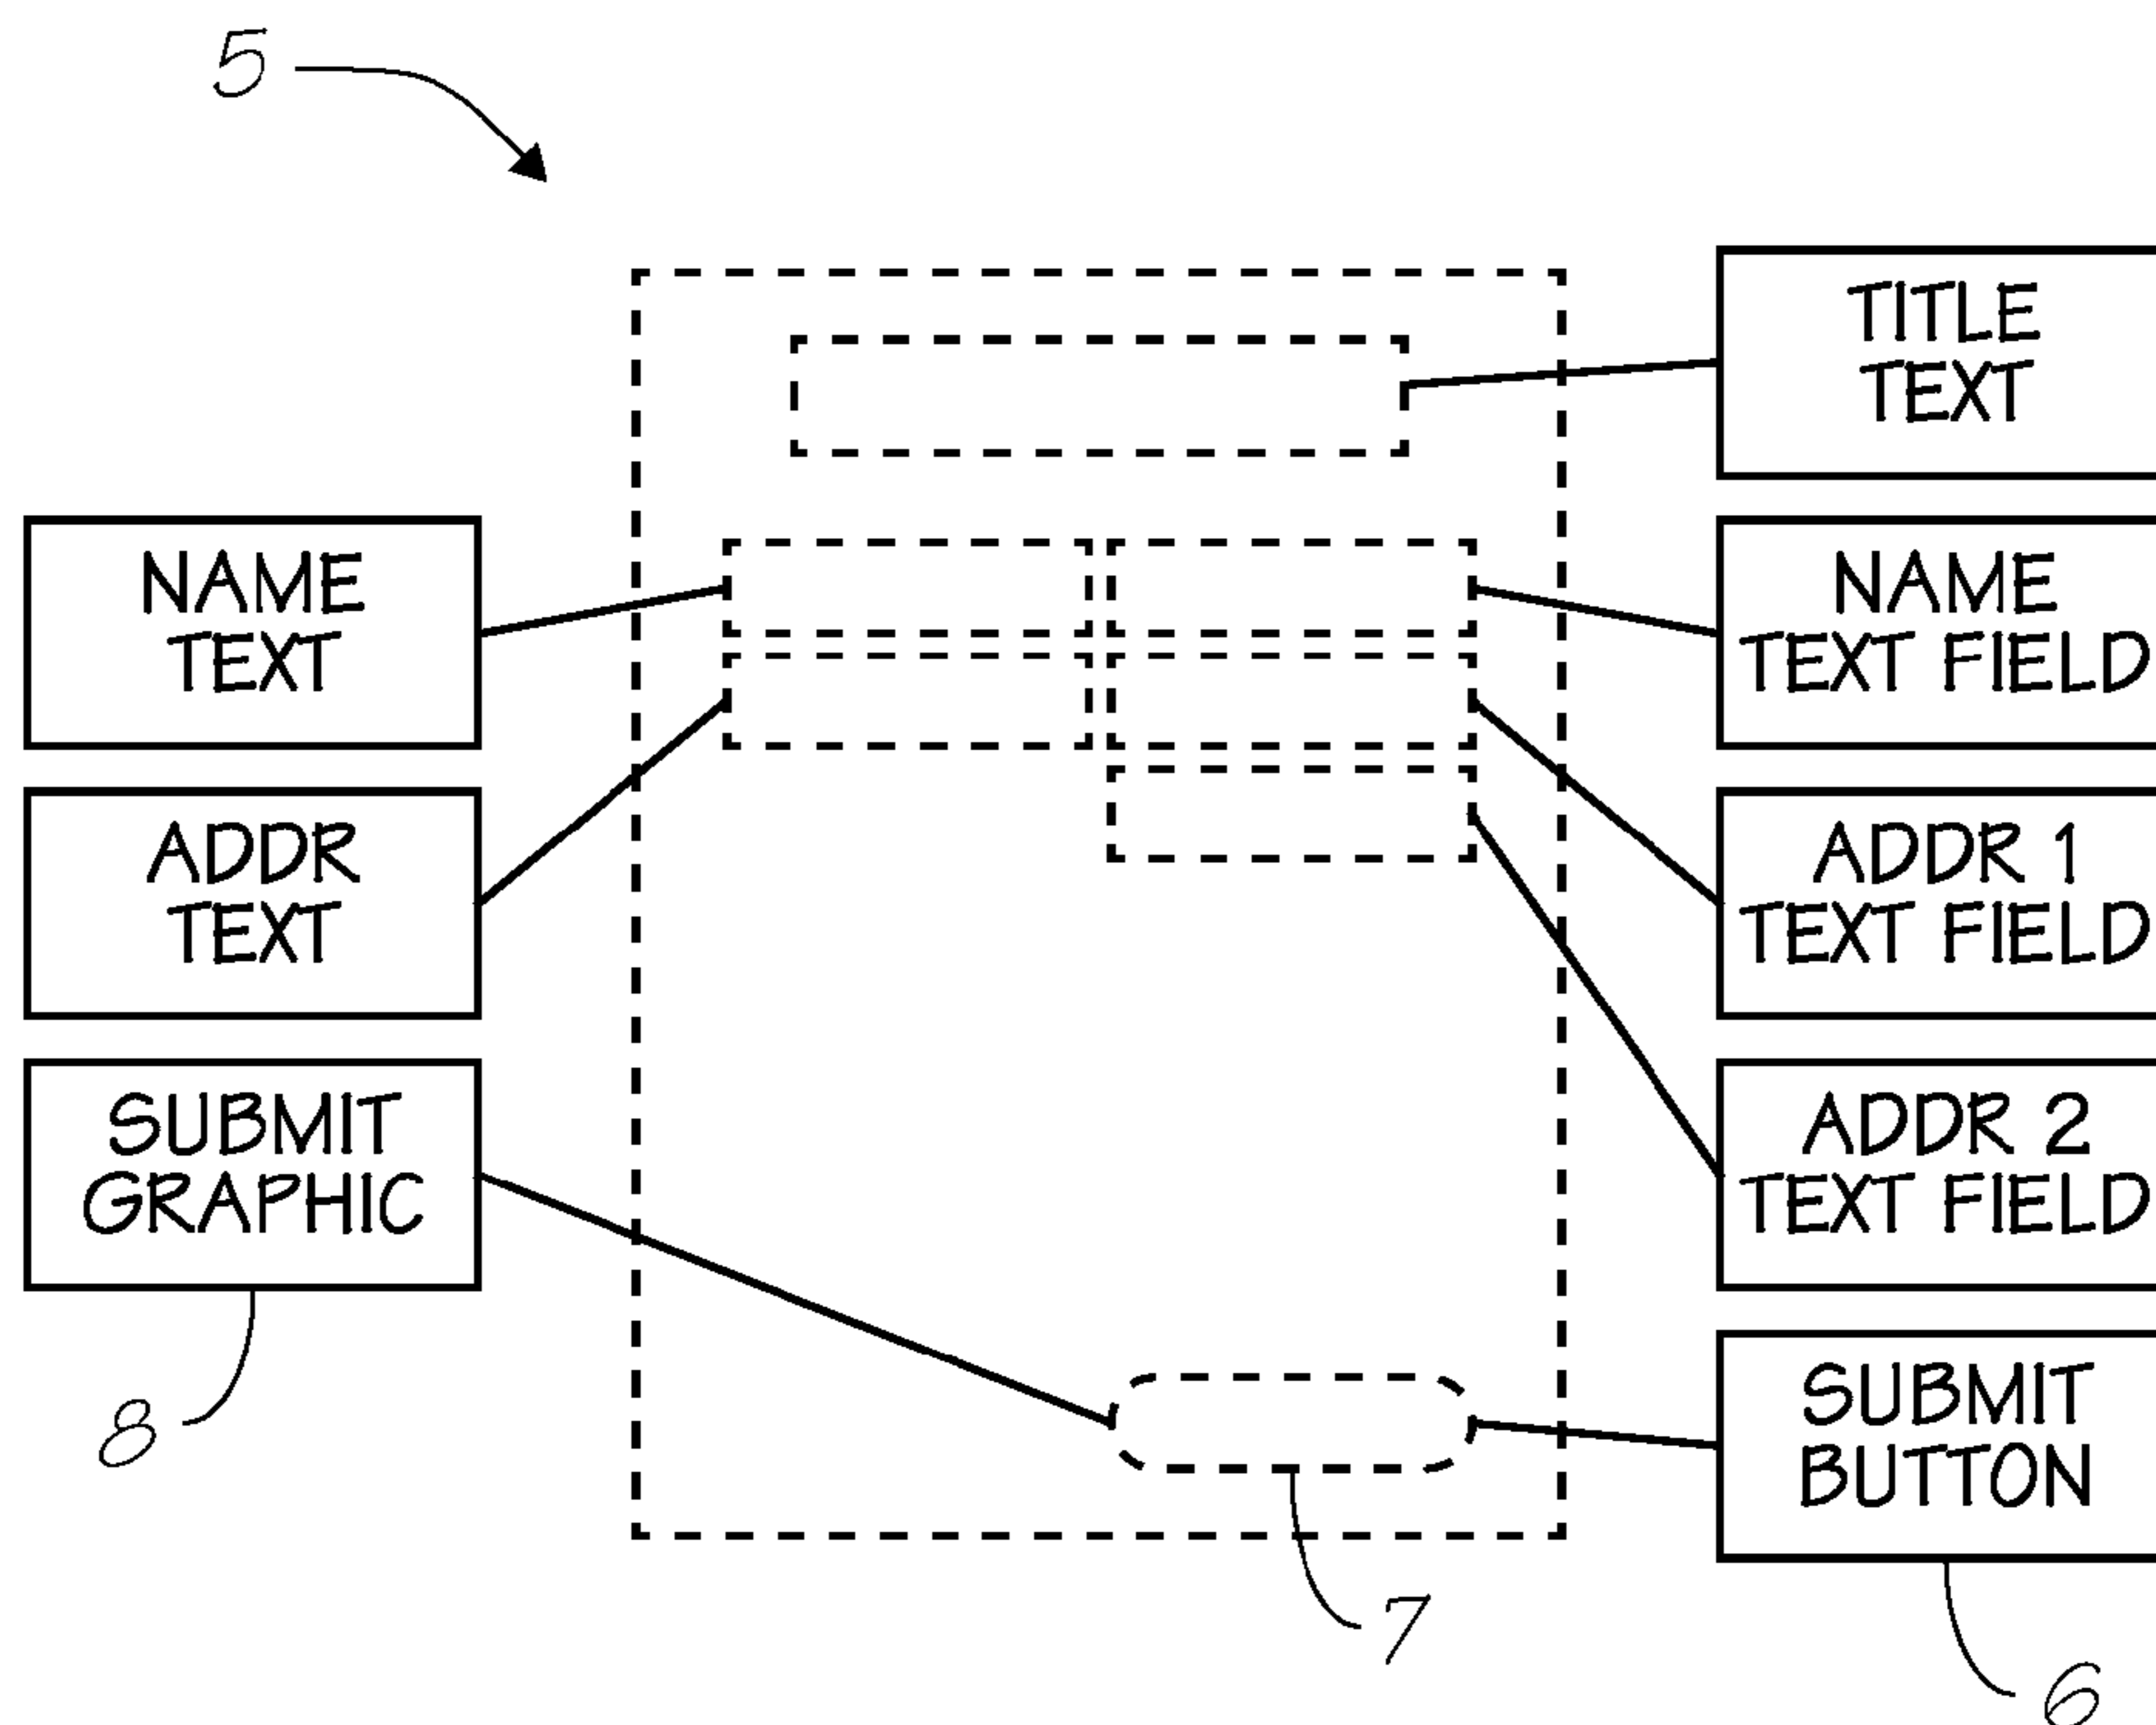 5
TITLE
TEXT
NAME
TEXT
NAME
TEXT FIELD
ADDR
TEXT
ADDR 1
TEXT FIELD
SUBMIT
GRAPHIC
ADDR 2
TEXT FIELD
SUBMIT
BUTTON
8
7
6